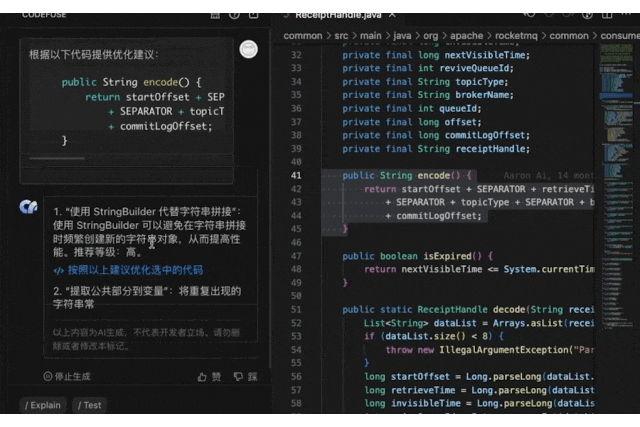 CODEFUSE
根据以下代码提供优化建议：
public String encode() {
return startOffset + SEP
+ SEPARATOR + topicT
+ commitLogOffset;
}
1. “使用 StringBuilder 代替字符串拼接”：
使用 StringBuilder 可以避免在字符串拼接
时频繁创建新的字符串对象，从而提高性
能。推荐等级：高。
</> 按照以上建议优化选中的代码
2. “提取公共部分到变量”：将重复出现的
字符串常
以上内容为AI生成，不代表开发者立场，请勿删
除或者修改本标记。
停止生成 赞 踩
/ Explain / Test
ReceiptHandle.java
common > src > main > java > org > apache > rocketmq > common > consume
32 private final long nextVisibleTime;
33 private final int reviveQueueId;
34 private final String topicType;
35 private final String brokerName;
36 private final int queueId;
37 private final long offset;
38 private final long commitLogOffset;
39 private final String receiptHandle;
40
41 public String encode() { Aaron Ai, 14 mont
42 return startOffset + SEPARATOR + retrieveTi
43 + SEPARATOR + topicType + SEPARATOR + b
44 + commitLogOffset;
45 }
46
47 public boolean isExpired() {
48 return nextVisibleTime <= System.currentTim
49 }
50
51 public static ReceiptHandle decode(String recei
52 List<String> dataList = Arrays.asList(recei
53 if (dataList.size() < 8) {
54 throw new IllegalArgumentException("Par
55 }
56 long startOffset = Long.parseLong(dataList.
57 long retrieveTime = Long.parseLong(dataList
58 long invisibleTime = Long.parseLong(dataLis